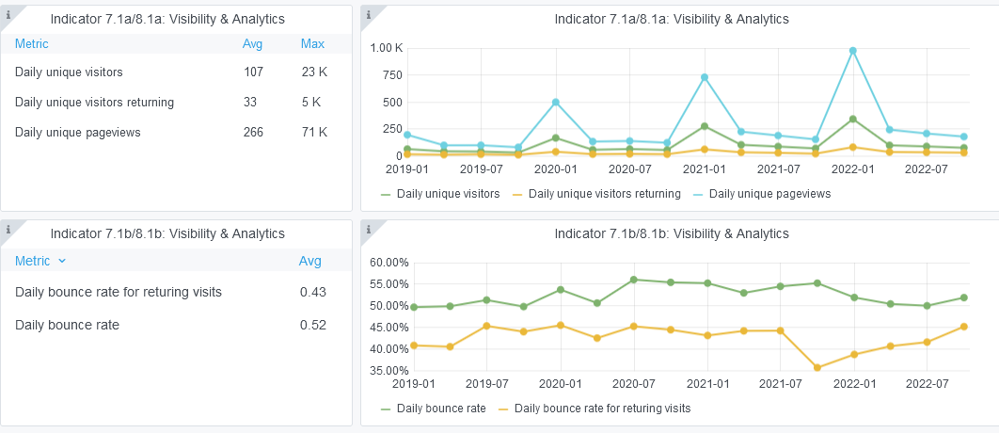 Indicator 7.1a/8.1a: Visibility & Analytics
Metric Avg Max
Daily unique visitors 107 23 K
Daily unique visitors returning 33 5 K
Daily unique pageviews 266 71 K
Indicator 7.1a/8.1a: Visibility & Analytics
1.00 K
750
500
250
0
2019-01 2019-07 2020-01 2020-07 2021-01 2021-07 2022-01 2022-07
Daily unique visitors Daily unique visitors returning Daily unique pageviews
Indicator 7.1b/8.1b: Visibility & Analytics
Metric Avg
Daily bounce rate for returing visits 0.43
Daily bounce rate 0.52
Indicator 7.1b/8.1b: Visibility & Analytics
60.00%
55.00%
50.00%
45.00%
40.00%
35.00%
2019-01 2019-07 2020-01 2020-07 2021-01 2021-07 2022-01 2022-07
Daily bounce rate Daily bounce rate for returing visits